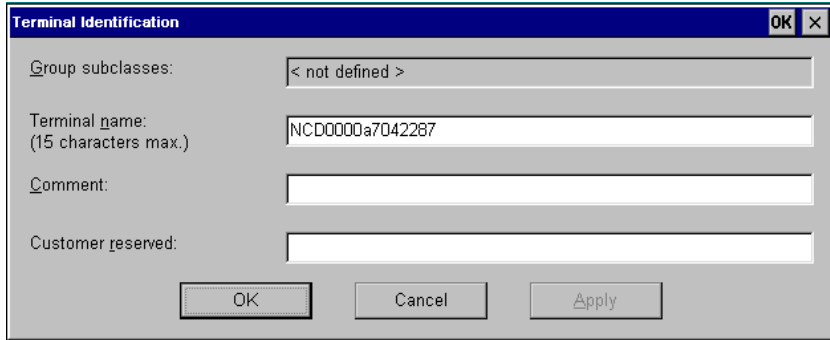 Terminal Identification OK
Group subclasses: < not defined >
Terminal name: NCD0000a7042287
(15 characters max.)
Comment:
Customer reserved:
OK Cancel Apply